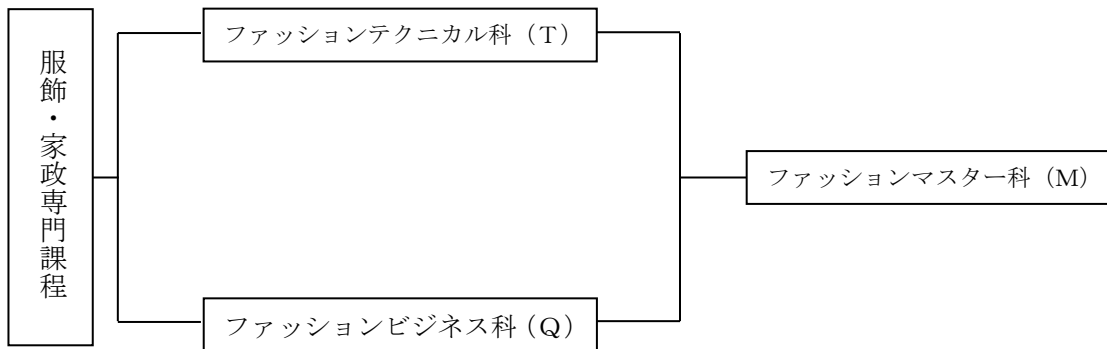 服飾・家政専門課程
ファッションテクニカル科（T）
ファッションマスター科（M）
ファッションビジネス科（Q）